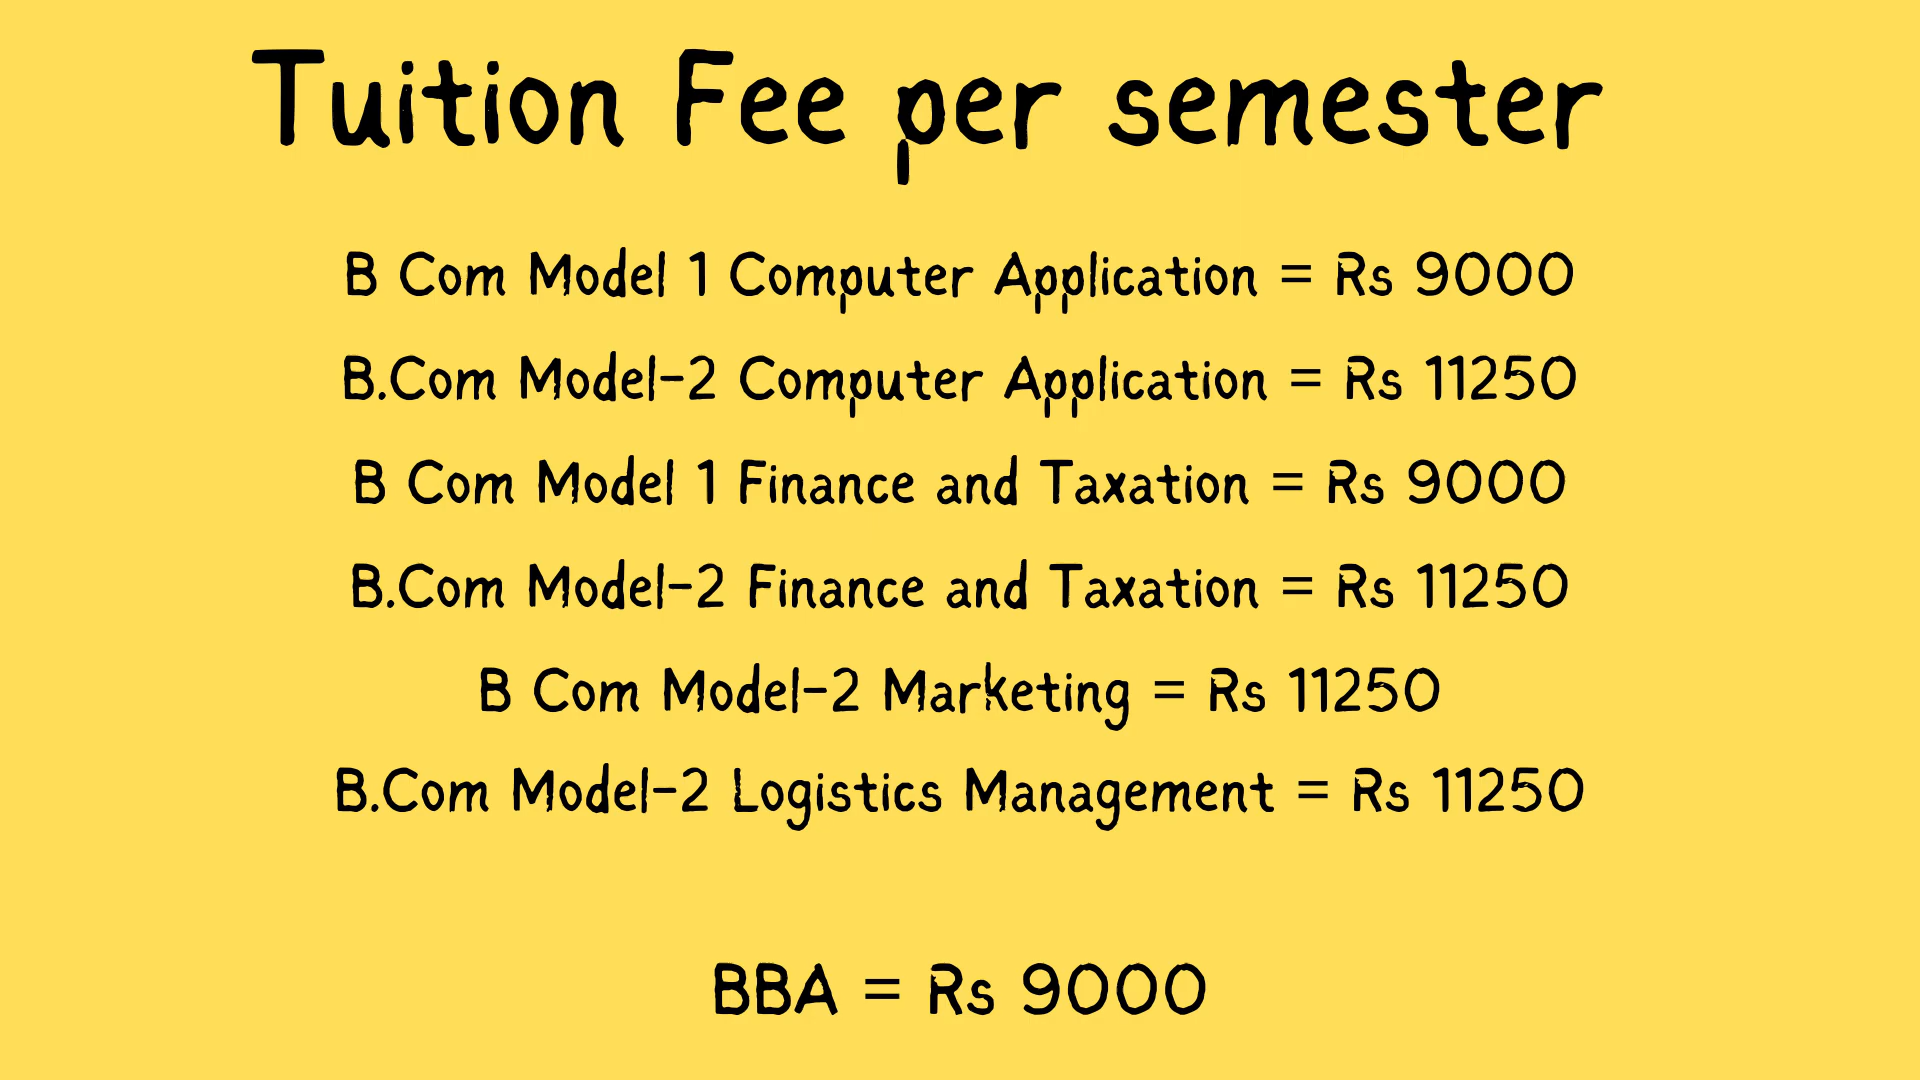 Tuition Fee per semester
B Com Model 1 Computer Application = Rs 9000
B.Com Model-2 Computer Application = Rs 11250
B Com Model 1 Finance and Taxation = Rs 9000
B.Com Model-2 Finance and Taxation = Rs 11250
B Com Model-2 Marketing = Rs 11250
B.Com Model-2 Logistics Management = Rs 11250
BBA = Rs 9000